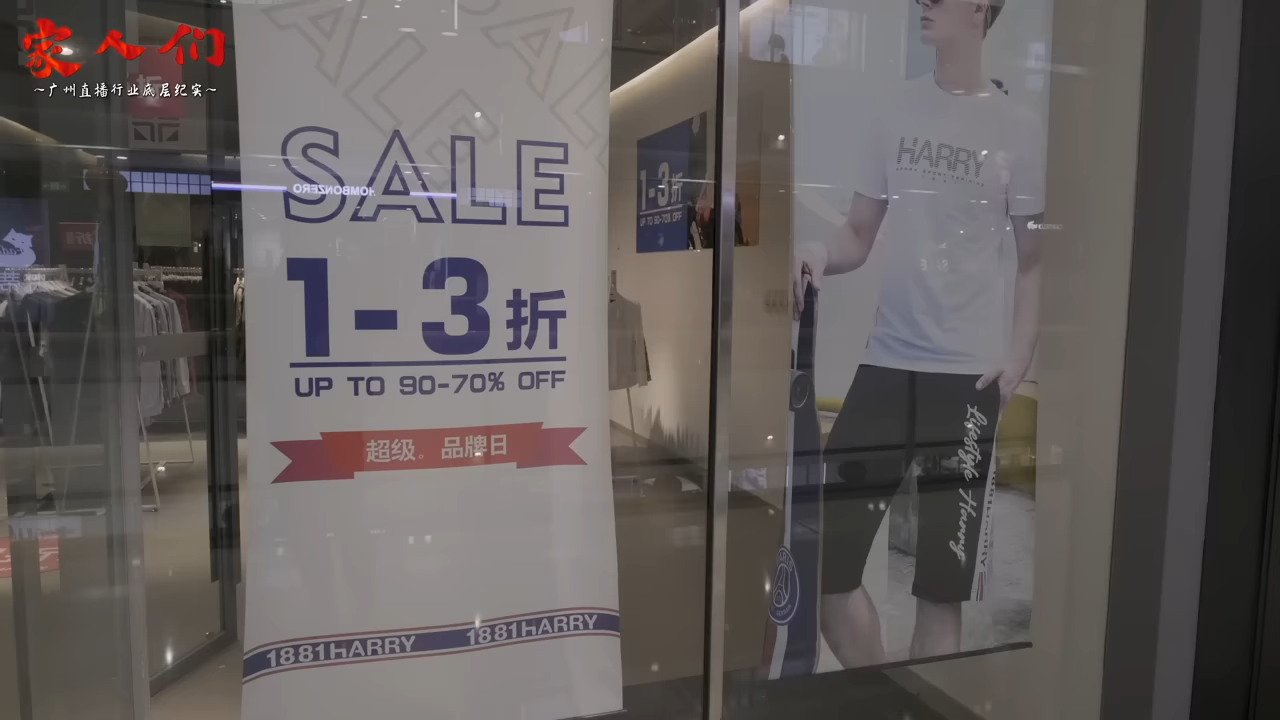 家人们
~广州直播行业底层纪实~
SALE
HOMBONZERO
1-3折
UP TO 90-70% OFF
超级。品牌日
1881HARRY 1881HARRY
1-3折
UP TO 90-70% OFF
HARRY
Lifestyle Harry
PARIS